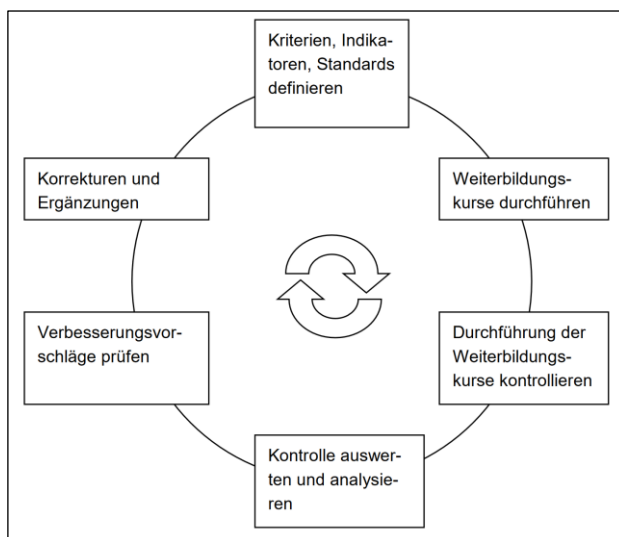 Kriterien, Indika-
toren, Standards
definieren
Weiterbildungs-
kurse durchführen
Durchführung der
Weiterbildungs-
kurse kontrollieren
Kontrolle auswer-
ten und analysie-
ren
Verbesserungsvor-
schläge prüfen
Korrekturen und
Ergänzungen